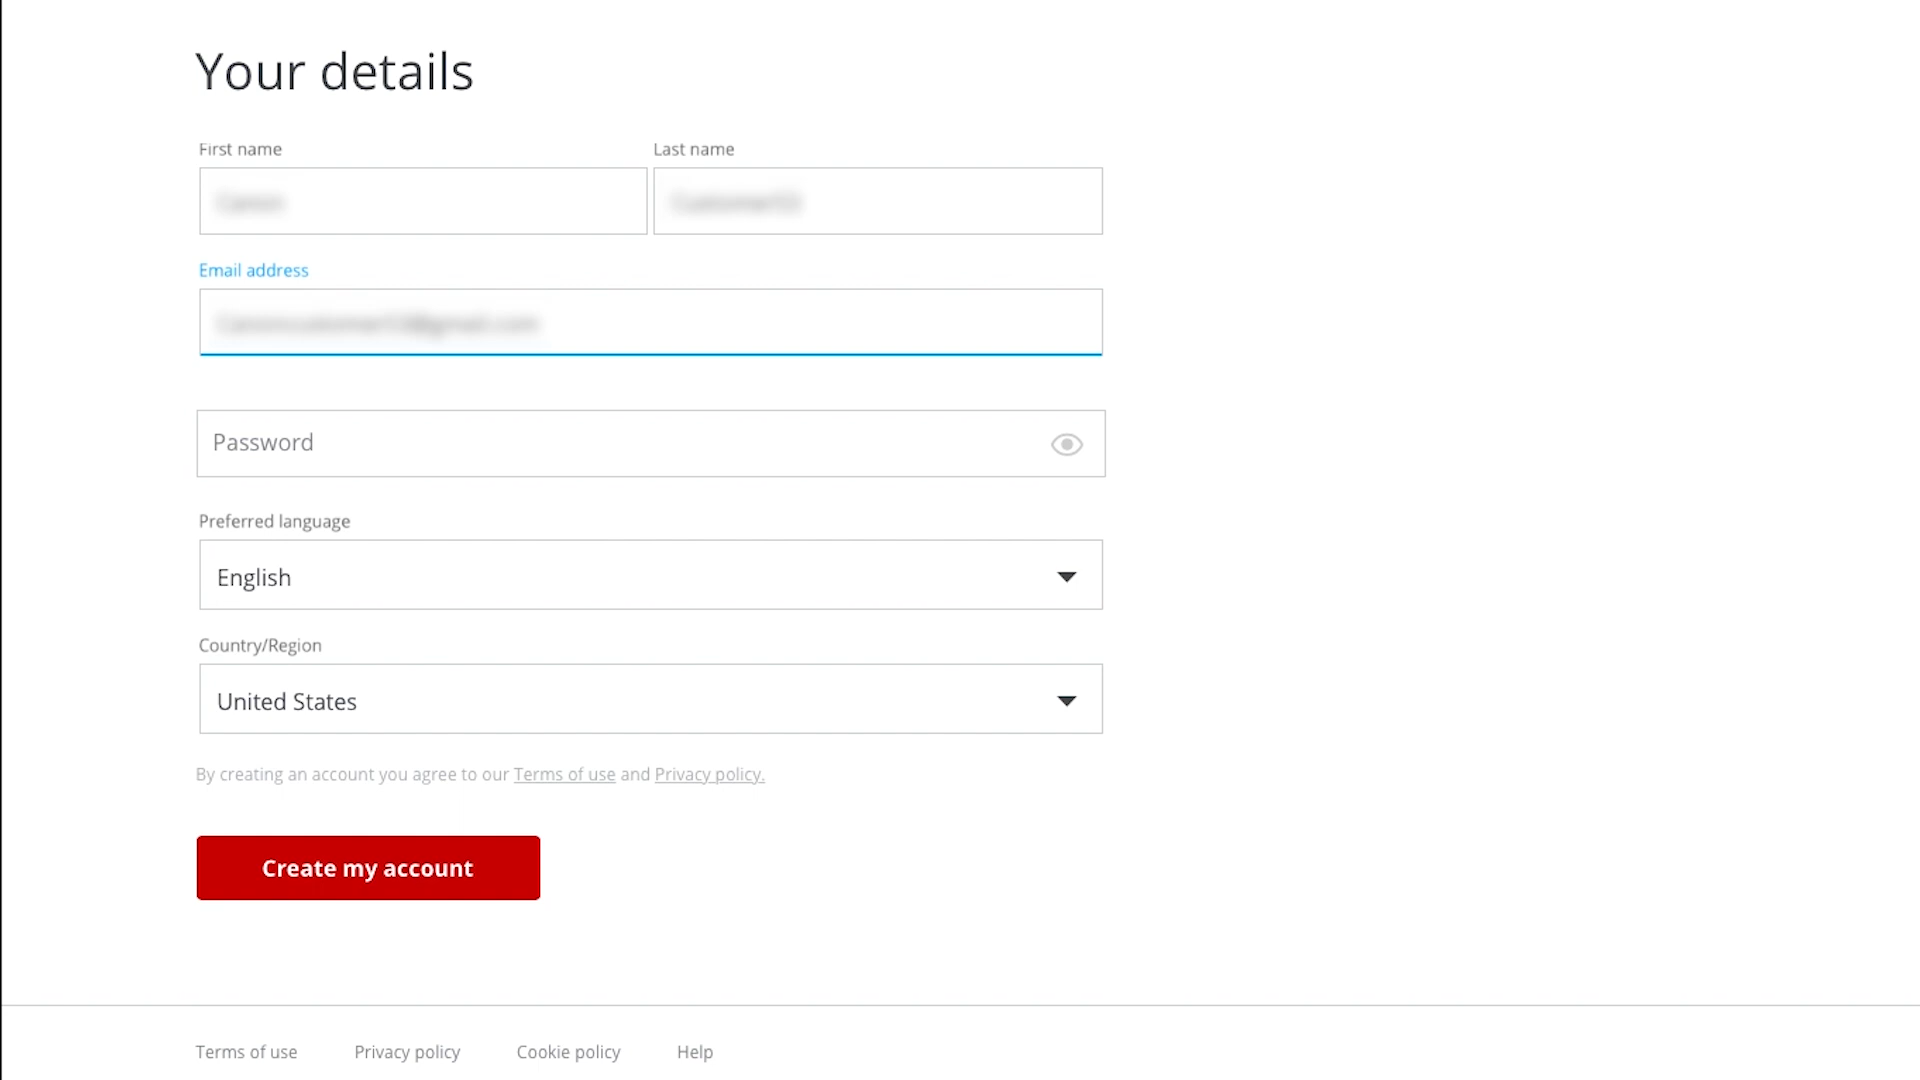 Your details
First name
Last name
Email address
Password
Preferred language
English
Country/Region
United States
By creating an account you agree to our Terms of use and Privacy policy.
Create my account
Terms of use Privacy policy Cookie policy Help